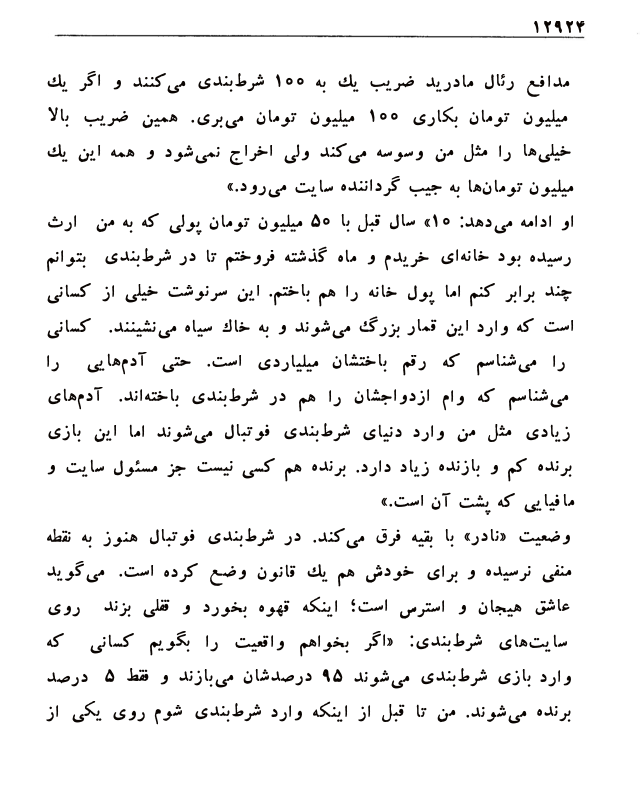 ۱۲۹۲۴
مدافع رئال مادرید ضریب یك به ۱۰۰ شرط‌بندی می‌کنند و اگر یك
میلیون تومان بکاری ۱۰۰ میلیون تومان می‌بری. همین ضریب بالا
خیلی‌ها را مثل من وسوسه می‌کند ولی اخراج نمی‌شود و همه این یك
میلیون تومان‌ها به جیب گرداننده سایت می‌رود.»
او ادامه می‌دهد: ۱۰» سال قبل با ۵۰ میلیون تومان پولی که به من ارث
رسیده بود خانه‌ای خریدم و ماه گذشته فروختم تا در شرط‌بندی بتوانم
چند برابر کنم اما پول خانه را هم باختم. این سرنوشت خیلی از کسانی
است که وارد این قمار بزرگ می‌شوند و به خاك سیاه می‌نشینند. کسانی
را می‌شناسم که رقم باختشان میلیاردی است. حتی آدم‌هایی را
می‌شناسم که وام ازدواجشان را هم در شرط‌بندی باخته‌اند. آدم‌های
زیادی مثل من وارد دنیای شرط‌بندی فوتبال می‌شوند اما این بازی
برنده کم و بازنده زیاد دارد. برنده هم کسی نیست جز مسئول سایت و
مافیایی که پشت آن است.»
وضعیت «نادر» با بقیه فرق می‌کند. در شرط‌بندی فوتبال هنوز به نقطه
منفی نرسیده و برای خودش هم یك قانون وضع کرده است. می‌گوید
عاشق هیجان و استرس است؛ اینکه قهوه بخورد و قفلی بزند روی
سایت‌های شرط‌بندی: «اگر بخواهم واقعیت را بگویم کسانی که
وارد بازی شرط‌بندی می‌شوند ۹۵ درصدشان می‌بازند و فقط ۵ درصد
برنده می‌شوند. من تا قبل از اینکه وارد شرط‌بندی شوم روی یکی از